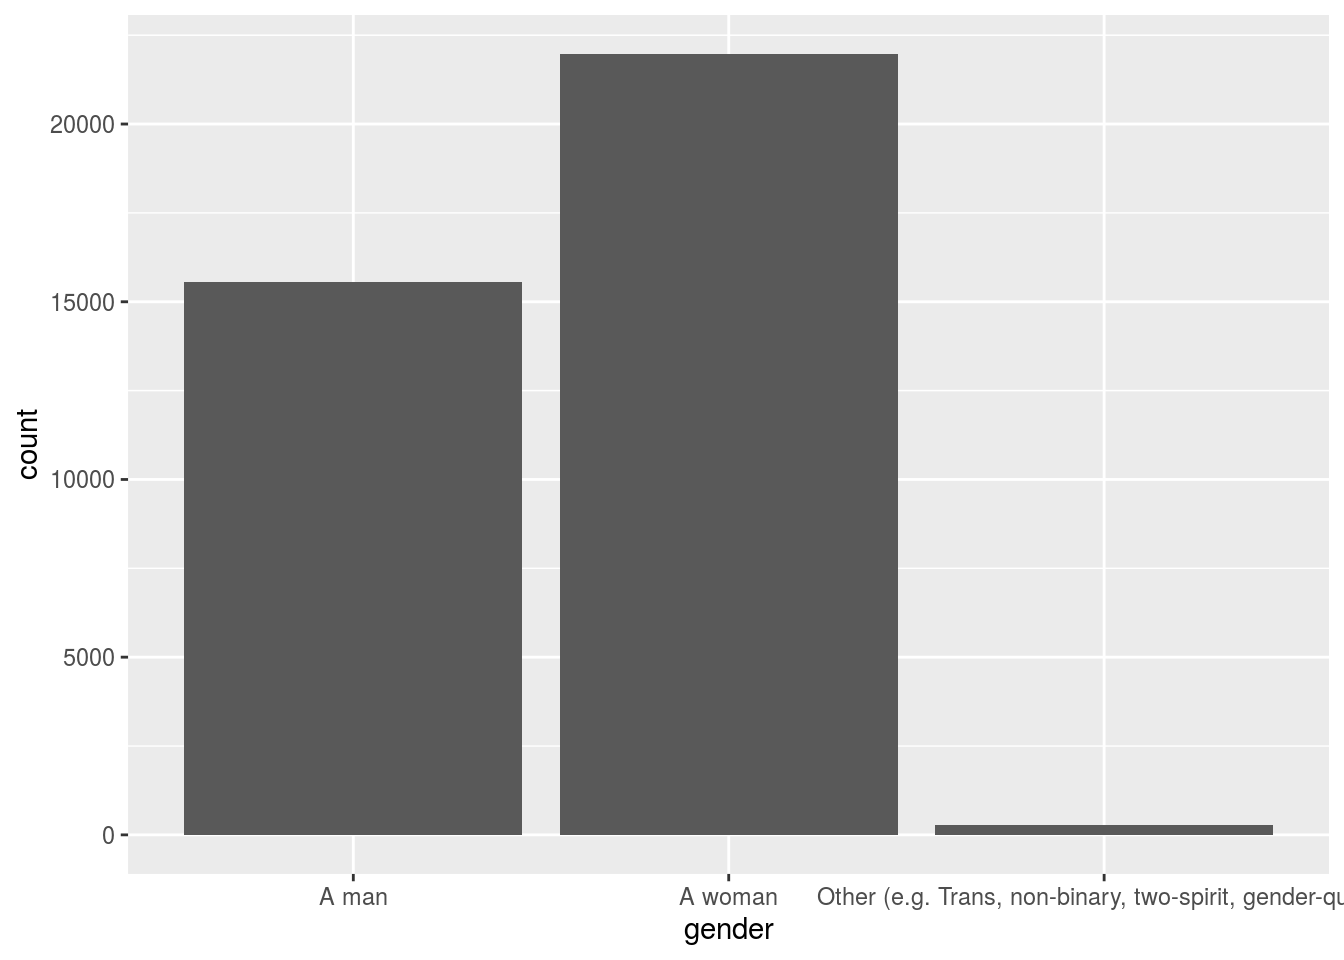 count
20000
15000
10000
5000
0
A man
A woman
Other (e.g. Trans, non-binary, two-spirit, gender-qu
gender